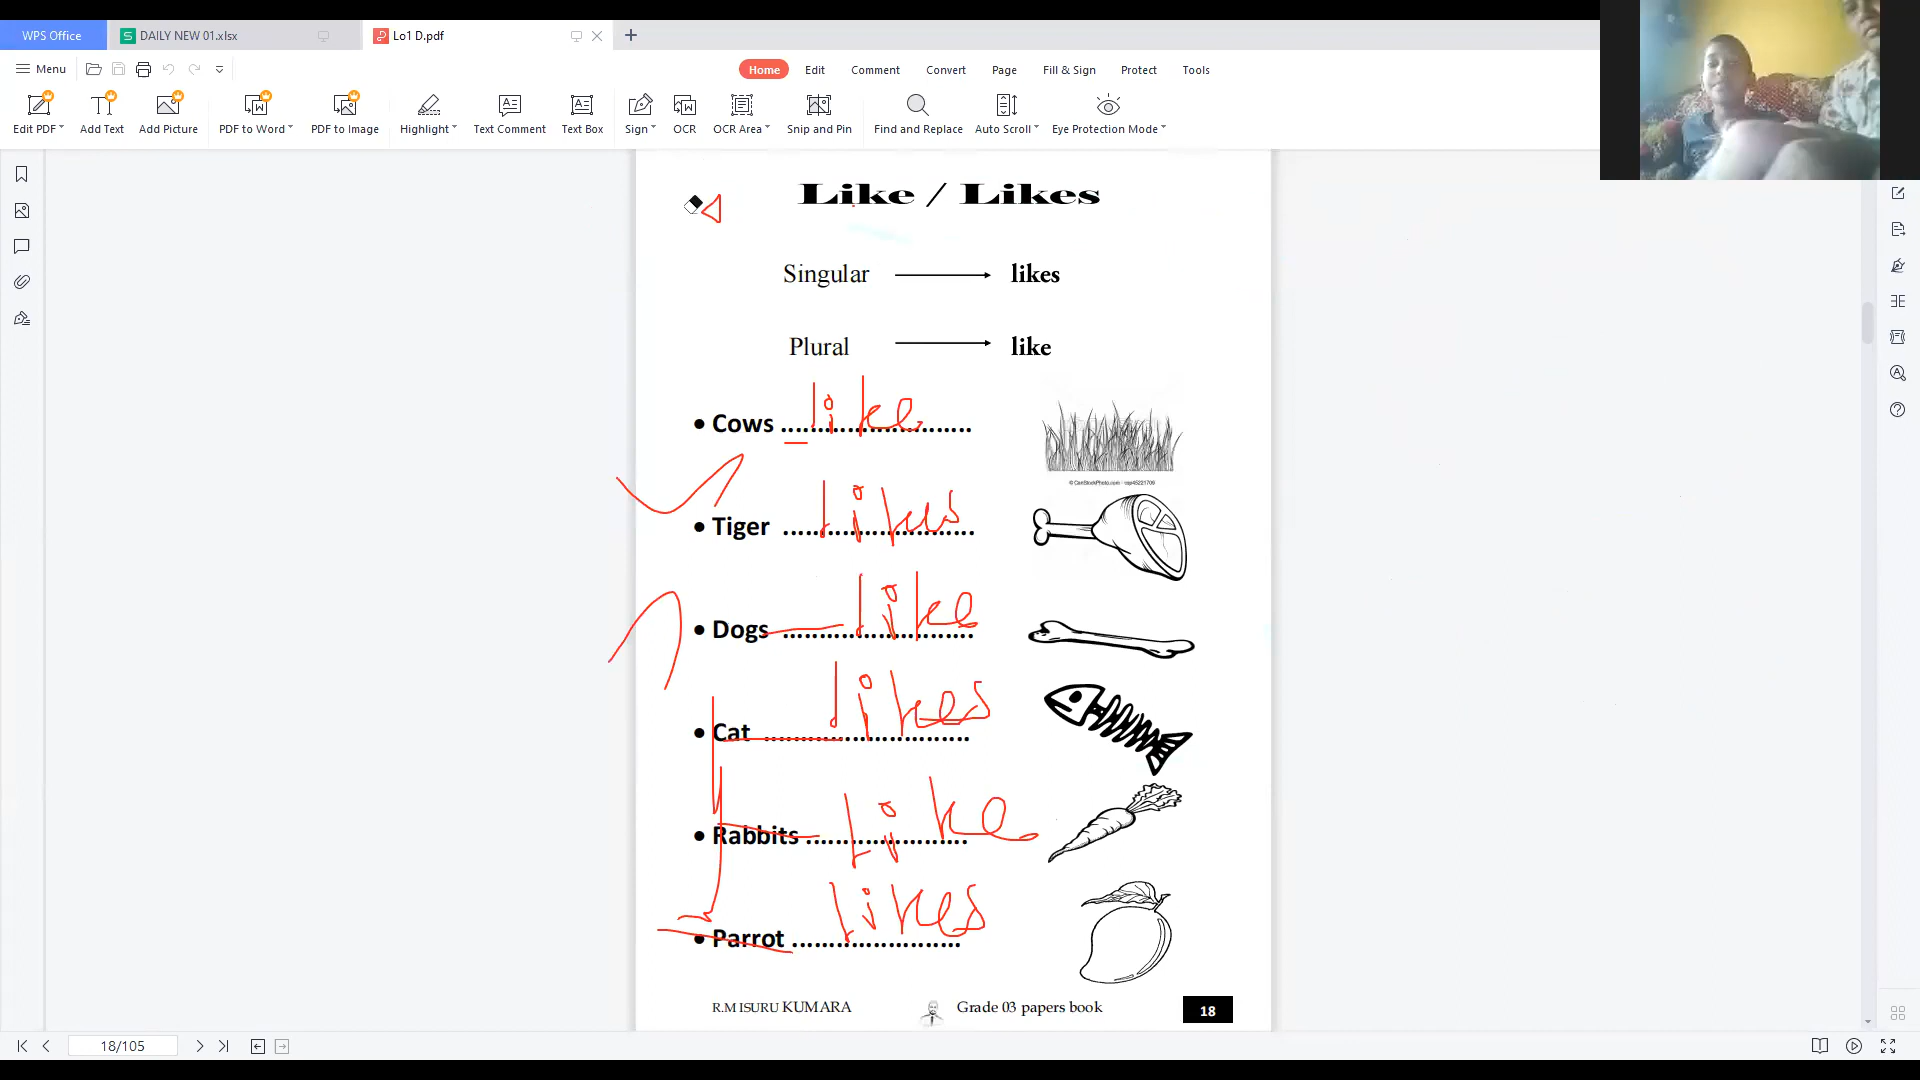 WPS Office
DAILY NEW 01.xlsx
Lo1 D.pdf
Menu
Home Edit Comment Convert Page Fill & Sign Protect Tools
Edit PDF Add Text Add Picture PDF to Word PDF to Image Highlight Text Comment Text Box Sign OCR OCR Area Snip and Pin Find and Replace Auto Scroll Eye Protection Mode
Like / Likes
Singular likes
Plural like
• Cows .......................... like
© CanStockPhoto.com
• Tiger .......................... likes
• Dogs .......................... like
• Cat ............................ likes
• Rabbits ...................... like
• Parrot ....................... likes
R.M ISURU KUMARA Grade 03 papers book 18
18/105